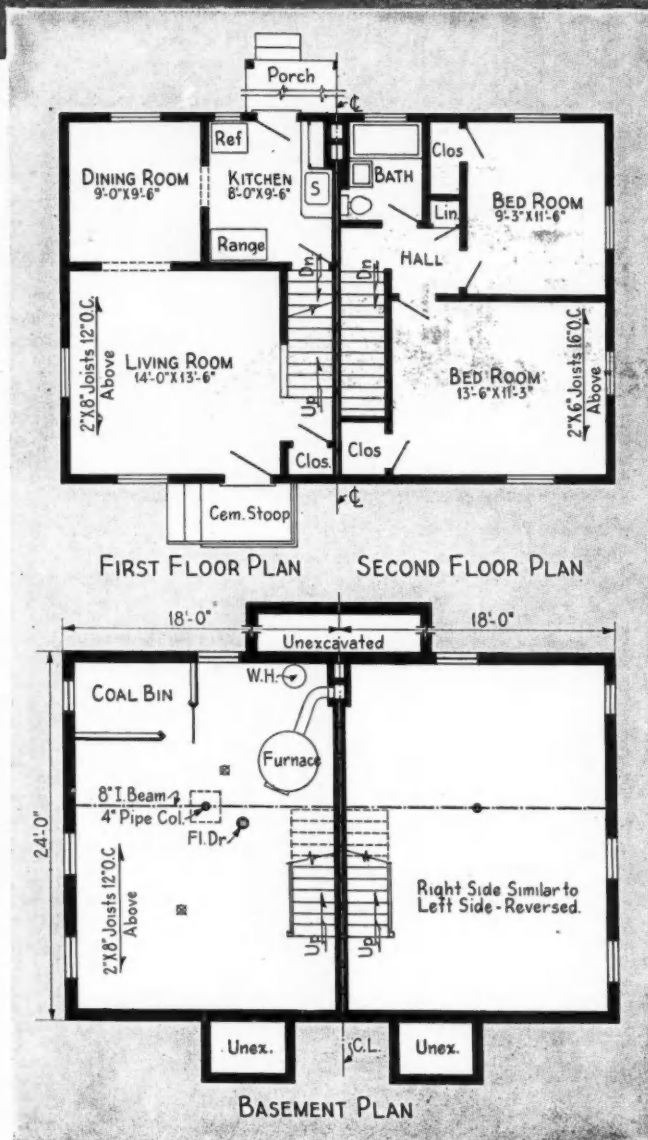 Porch
℄
Ref
DINING ROOM
9'-0"X9'-6"
KITCHEN
8'-0"X9'-6"
S
Range
BATH
Clos
Lin.
BED ROOM
9'-3"X11'-6"
HALL
Dn
Dn
2"X8" Joists 12" O.C.
Above
LIVING ROOM
14'-0"X13'-6"
Up
BED ROOM
13'-6"X11'-3"
2"X6" Joists 16" O.C.
Above
Clos.
Clos
Cem. Stoop
℄
FIRST FLOOR PLAN
SECOND FLOOR PLAN
18'-0"
18'-0"
Unexcavated
W.H.
COAL BIN
Furnace
8" I. Beam
4" Pipe Col.
Fl. Dr
24'-0"
2"X8" Joists 12" O.C.
Above
Up
Up
Right Side Similar to
Left Side - Reversed.
Unex.
C.L.
Unex.
BASEMENT PLAN